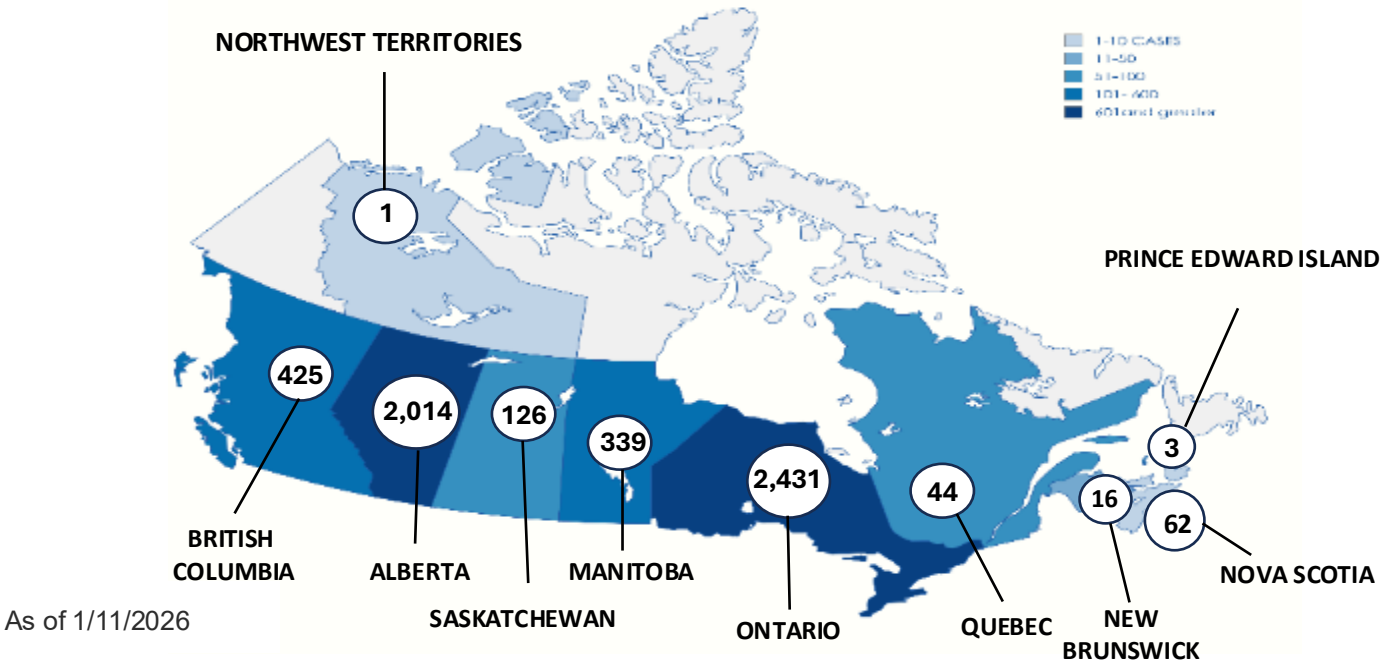 NORTHWEST TERRITORIES
1-10 CASES
11-50
51-100
101-600
601and greater
1
PRINCE EDWARD ISLAND
425
2,014
126
339
2,431
44
3
16
62
BRITISH
COLUMBIA
ALBERTA
MANITOBA
NOVA SCOTIA
As of 1/11/2026
SASKATCHEWAN
ONTARIO
QUEBEC
NEW
BRUNSWICK